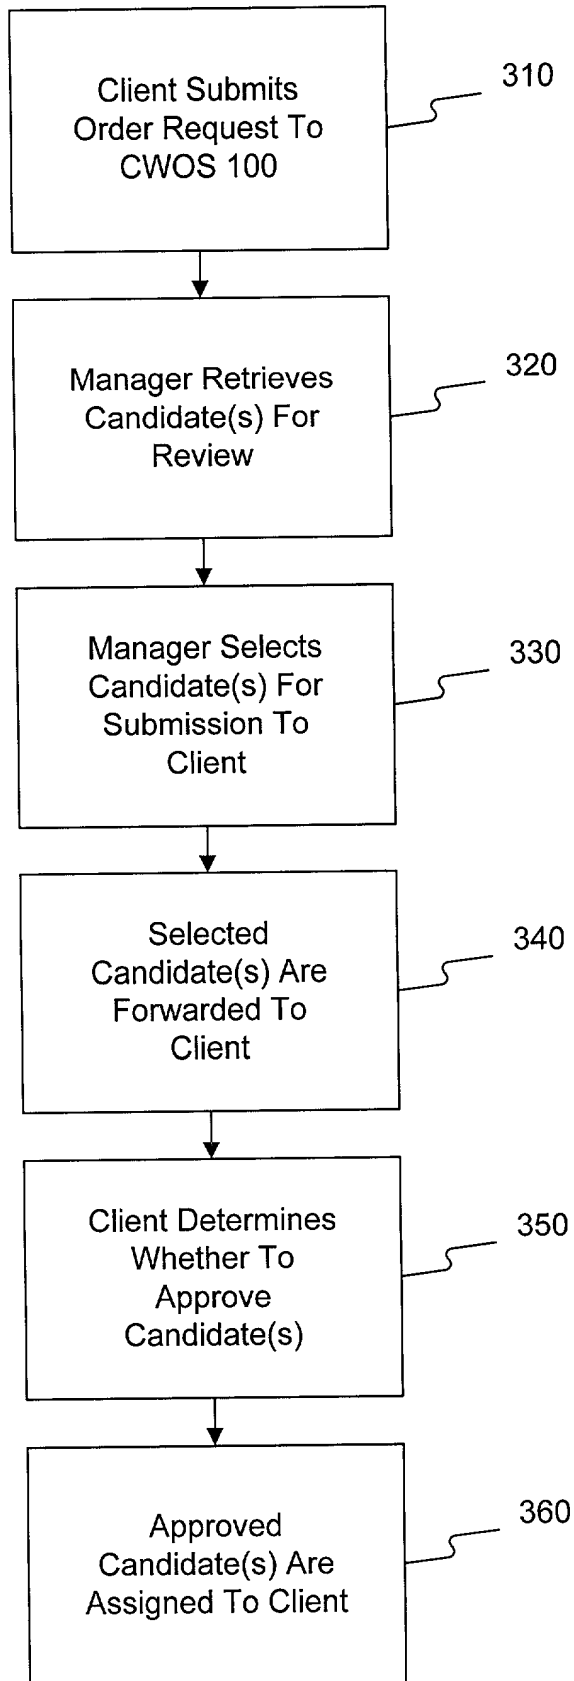 Client Submits
Order Request To
CWOS 100
310
Manager Retrieves
Candidate(s) For
Review
320
Manager Selects
Candidate(s) For
Submission To
Client
330
Selected
Candidate(s) Are
Forwarded To
Client
340
Client Determines
Whether To
Approve
Candidate(s)
350
Approved
Candidate(s) Are
Assigned To Client
360